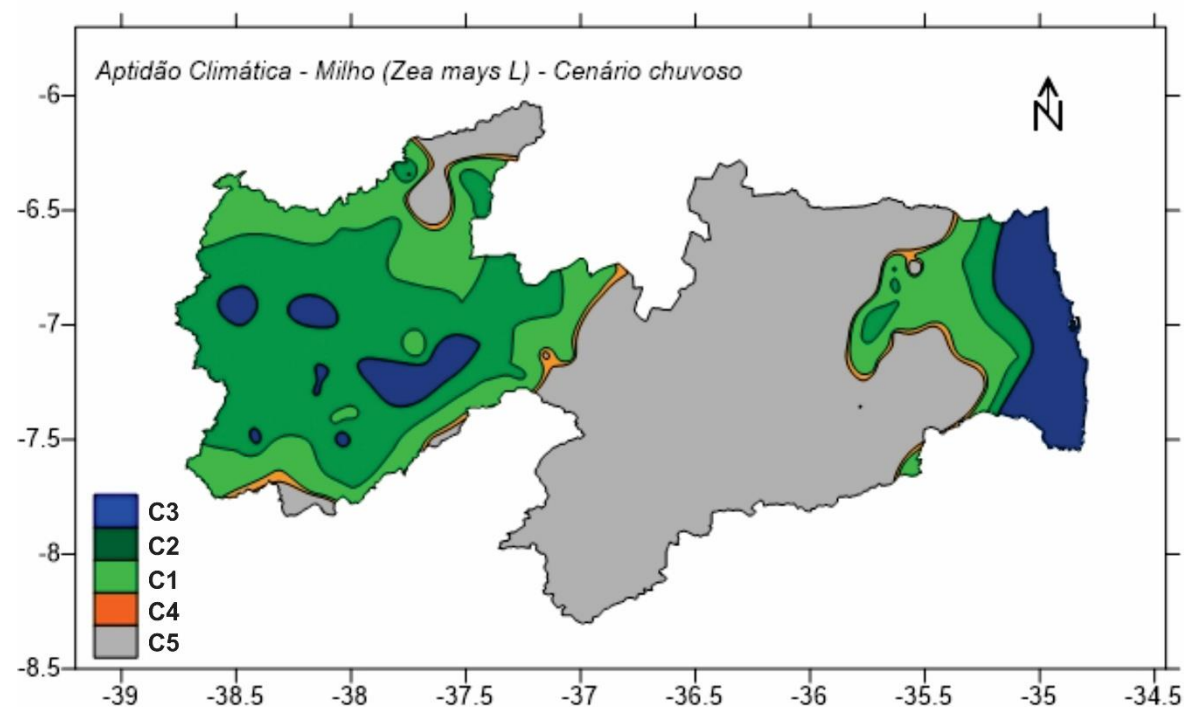 Aptidão Climática - Milho (Zea mays L) - Cenário chuvoso
N
-6
-6.5
-7
-7.5
-8
-8.5
C3
C2
C1
C4
C5
-39 -38.5 -38 -37.5 -37 -36.5 -36 -35.5 -35 -34.5